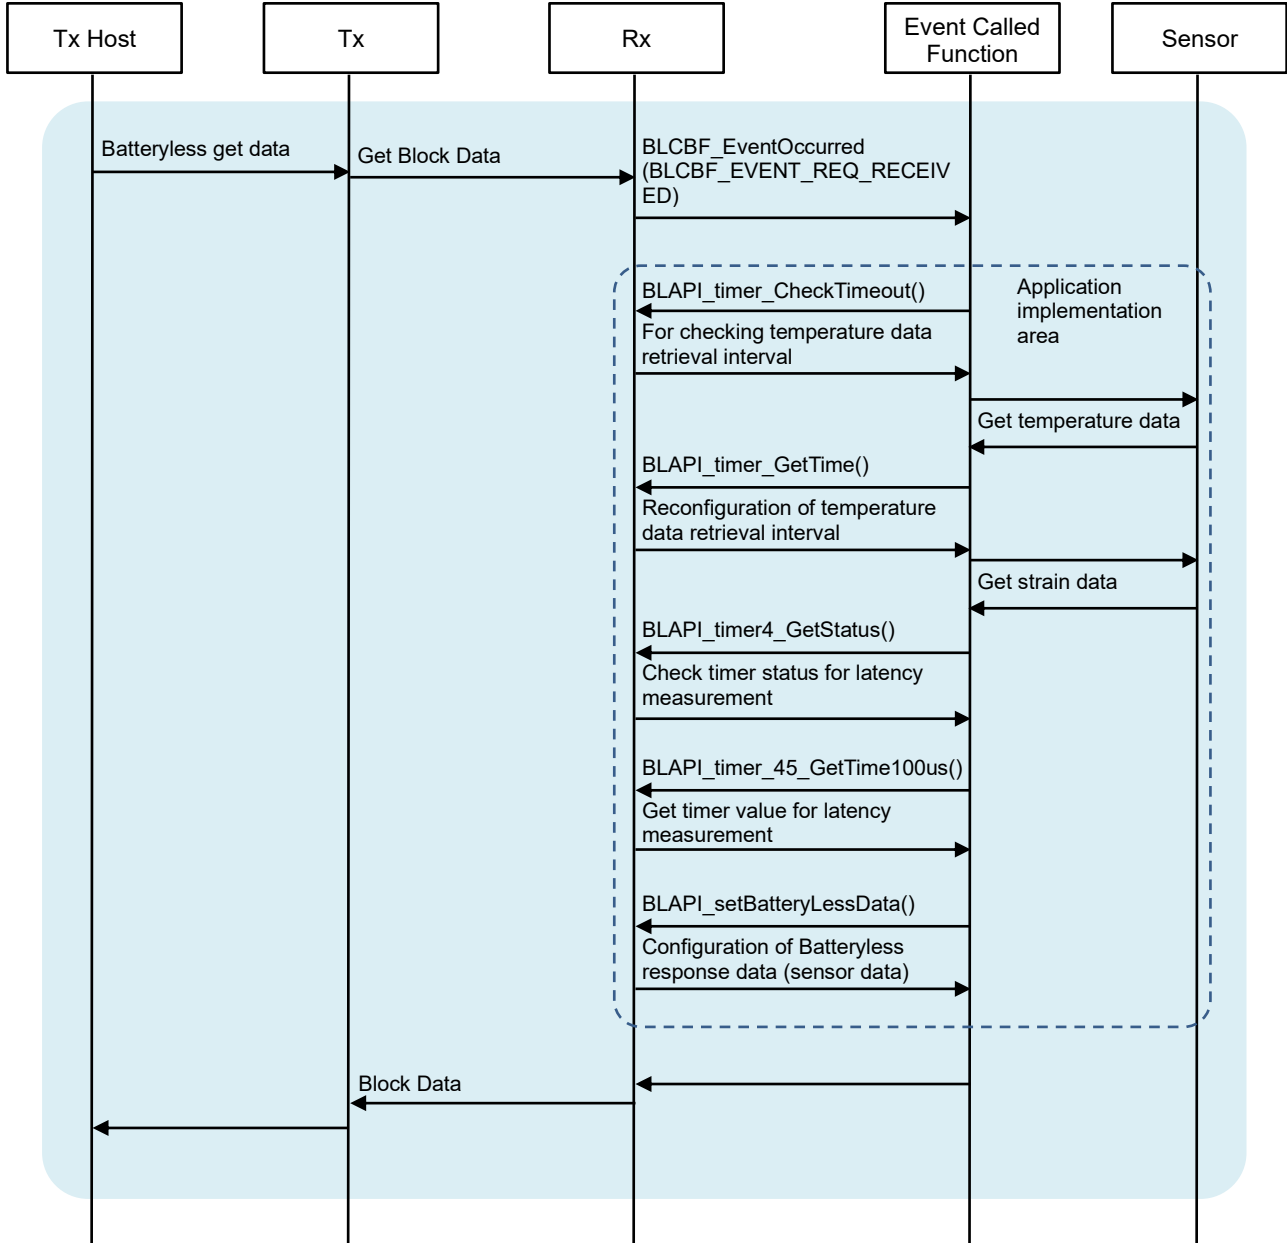 Tx Host
Tx
Rx
Event Called
Function
Sensor
Batteryless get data
Get Block Data
BLCBF_EventOccurred
(BLCBF_EVENT_REQ_RECEIV
ED)
BLAPI_timer_CheckTimeout()
Application
implementation
area
For checking temperature data
retrieval interval
Get temperature data
BLAPI_timer_GetTime()
Reconfiguration of temperature
data retrieval interval
Get strain data
BLAPI_timer4_GetStatus()
Check timer status for latency
measurement
BLAPI_timer_45_GetTime100us()
Get timer value for latency
measurement
BLAPI_setBatteryLessData()
Configuration of Batteryless
response data (sensor data)
Block Data